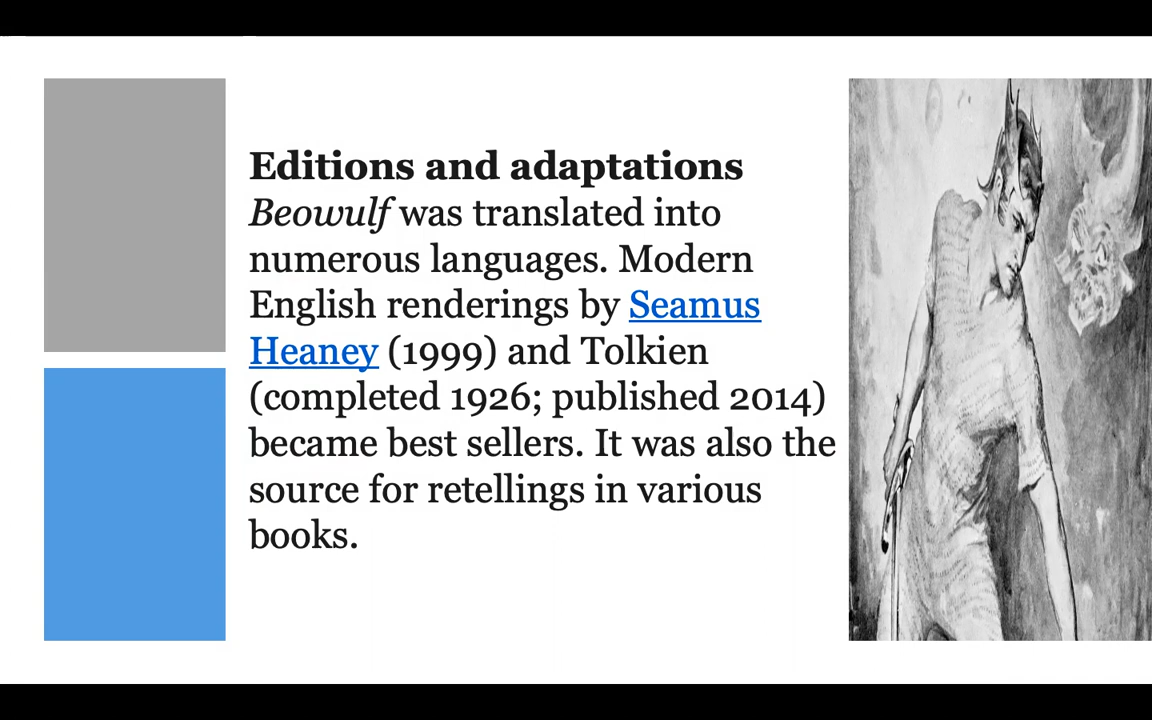 Editions and adaptations
Beowulf was translated into
numerous languages. Modern
English renderings by Seamus
Heaney (1999) and Tolkien
(completed 1926; published 2014)
became best sellers. It was also the
source for retellings in various
books.